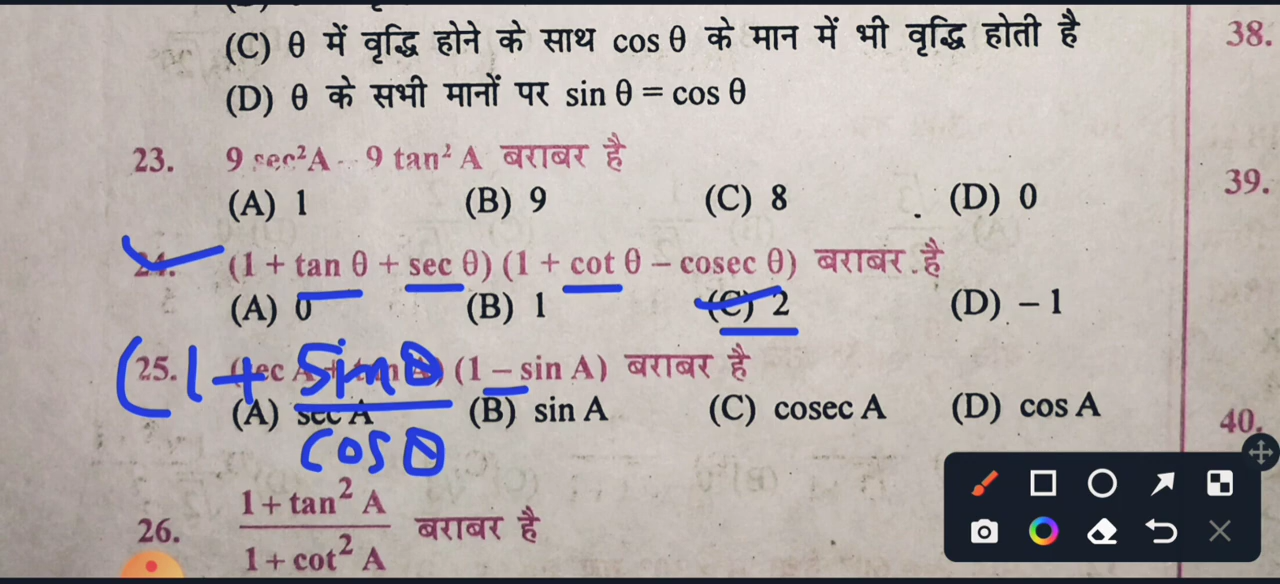 (C) θ में वृद्धि होने के साथ cos θ के मान में भी वृद्धि होती है
(D) θ के सभी मानों पर sin θ = cos θ
23. 9 sec²A - 9 tan² A बराबर है
(A) 1 (B) 9 (C) 8 (D) 0
24. (1 + tan θ + sec θ) (1 + cot θ – cosec θ) बराबर है
(A) 0 (B) 1 (C) 2 (D) – 1
25. (1 – sin A) बराबर है
(A) sec A (B) sin A (C) cosec A (D) cos A
(1 + sinθ
cosθ
26. 1 + tan² A बराबर है
1 + cot² A
38.
39.
40.